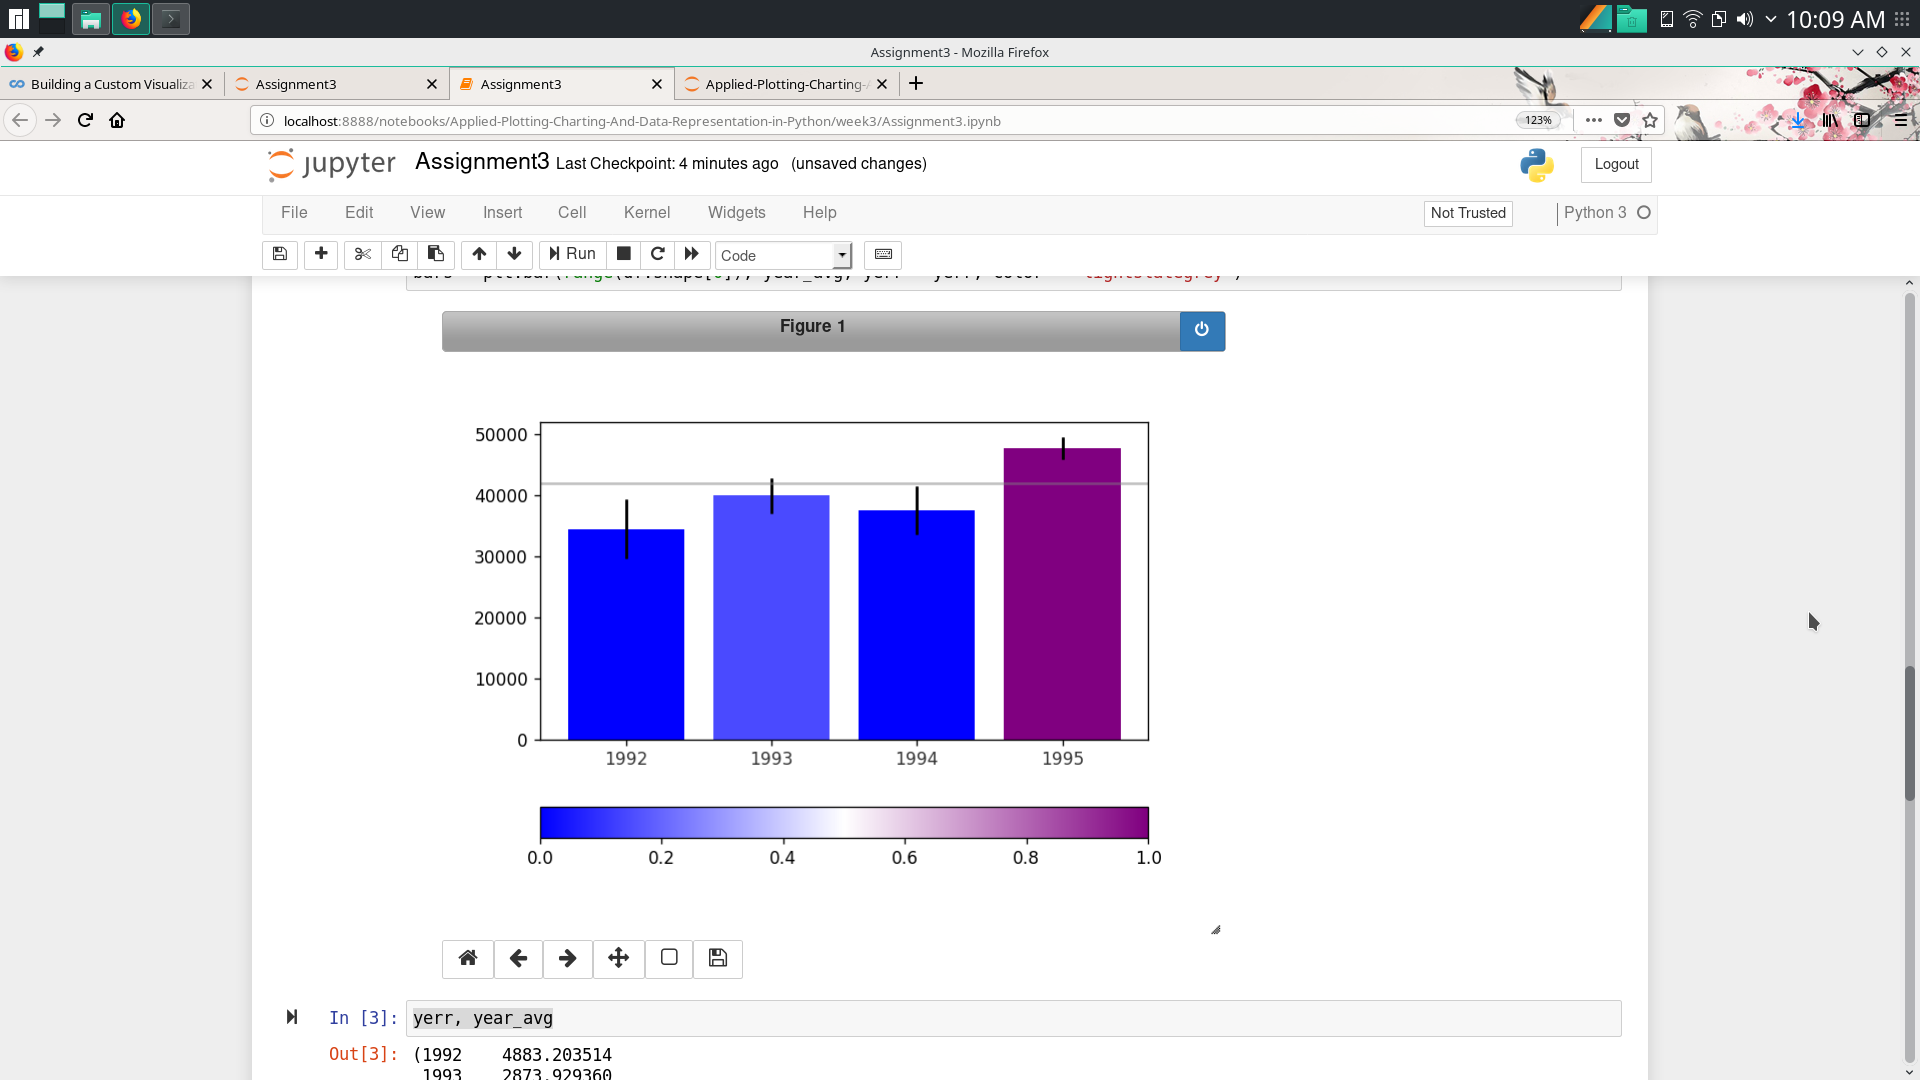 10:09 AM
Assignment3 - Mozilla Firefox
Building a Custom Visualiza
Assignment3
Assignment3
Applied-Plotting-Charting-
localhost:8888/notebooks/Applied-Plotting-Charting-And-Data-Representation-in-Python/week3/Assignment3.ipynb
123%
jupyter Assignment3 Last Checkpoint: 4 minutes ago (unsaved changes)
Logout
File Edit View Insert Cell Kernel Widgets Help
Not Trusted
Python 3
Run
Code
Figure 1
50000
40000
30000
20000
10000
0
1992 1993 1994 1995
0.0 0.2 0.4 0.6 0.8 1.0
In [3]: yerr, year_avg
Out[3]: (1992 4883.203514
1993 2873.929360